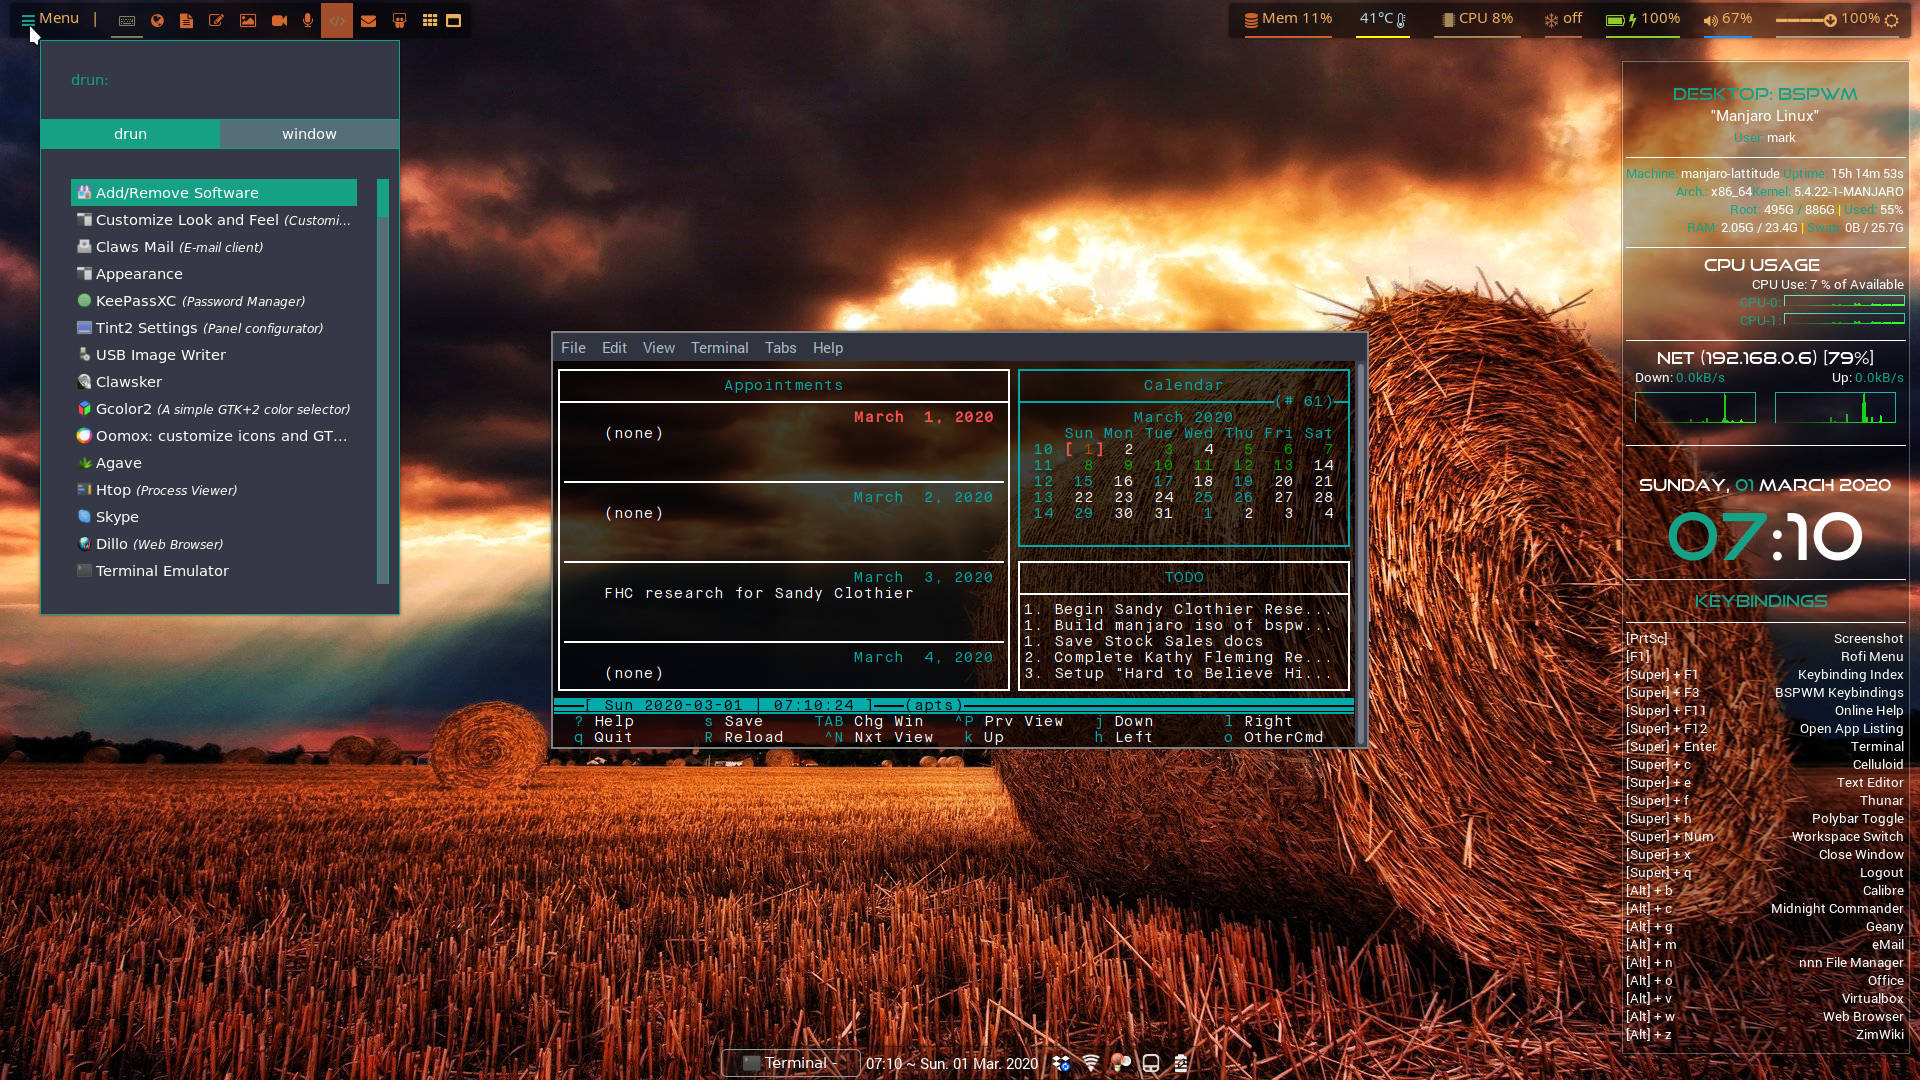 Menu |
Mem 11% 41°C CPU 8% off 100% 67% 100%
drun:
drun window
Add/Remove Software
Customize Look and Feel (Customi...
Claws Mail (E-mail client)
Appearance
KeePassXC (Password Manager)
Tint2 Settings (Panel configurator)
USB Image Writer
Clawsker
Gcolor2 (A simple GTK+2 color selector)
Oomox: customize icons and GT...
Agave
Htop (Process Viewer)
Skype
Dillo (Web Browser)
Terminal Emulator
File Edit View Terminal Tabs Help
Appointments
March 1, 2020
(none)
March 2, 2020
(none)
March 3, 2020
FHC research for Sandy Clothier
March 4, 2020
(none)
Calendar
(# 61)
March 2020
Sun Mon Tue Wed Thu Fri Sat
10 [ 1] 2 3 4 5 6 7
11 8 9 10 11 12 13 14
12 15 16 17 18 19 20 21
13 22 23 24 25 26 27 28
14 29 30 31 1 2 3 4
TODO
1. Begin Sandy Clothier Rese...
1. Build manjaro iso of bspw...
1. Save Stock Sales docs
2. Complete Kathy Fleming Re...
3. Setup "Hard to Believe Hi...
[ Sun 2020-03-01 | 07:10:24 ] (apts)
? Help s Save TAB Chg Win ^P Prv View j Down l Right
q Quit R Reload ^N Nxt View k Up h Left o OtherCmd
DESKTOP: BSPWM
"Manjaro Linux"
User: mark
Machine: manjaro-lattitude Uptime: 15h 14m 53s
Arch.: x86_64 Kernel: 5.4.22-1-MANJARO
Root: 495G / 886G | Used: 55%
RAM: 2.05G / 23.4G | Swap: 0B / 25.7G
CPU USAGE
CPU Use: 7 % of Available
CPU-0:
CPU-1:
NET (192.168.0.6) [79%]
Down: 0.0kB/s Up: 0.0kB/s
SUNDAY, 01 MARCH 2020
07:10
KEYBINDINGS
[PrtSc] Screenshot
[F1] Rofi Menu
[Super] + F1 Keybinding Index
[Super] + F3 BSPWM Keybindings
[Super] + F11 Online Help
[Super] + F12 Open App Listing
[Super] + Enter Terminal
[Super] + c Celluloid
[Super] + e Text Editor
[Super] + f Thunar
[Super] + h Polybar Toggle
[Super] + Num Workspace Switch
[Super] + x Close Window
[Super] + q Logout
[Alt] + b Calibre
[Alt] + c Midnight Commander
[Alt] + g Geany
[Alt] + m eMail
[Alt] + n nnn File Manager
[Alt] + o Office
[Alt] + v Virtualbox
[Alt] + w Web Browser
[Alt] + z ZimWiki
Terminal - 07:10 ~ Sun. 01 Mar. 2020